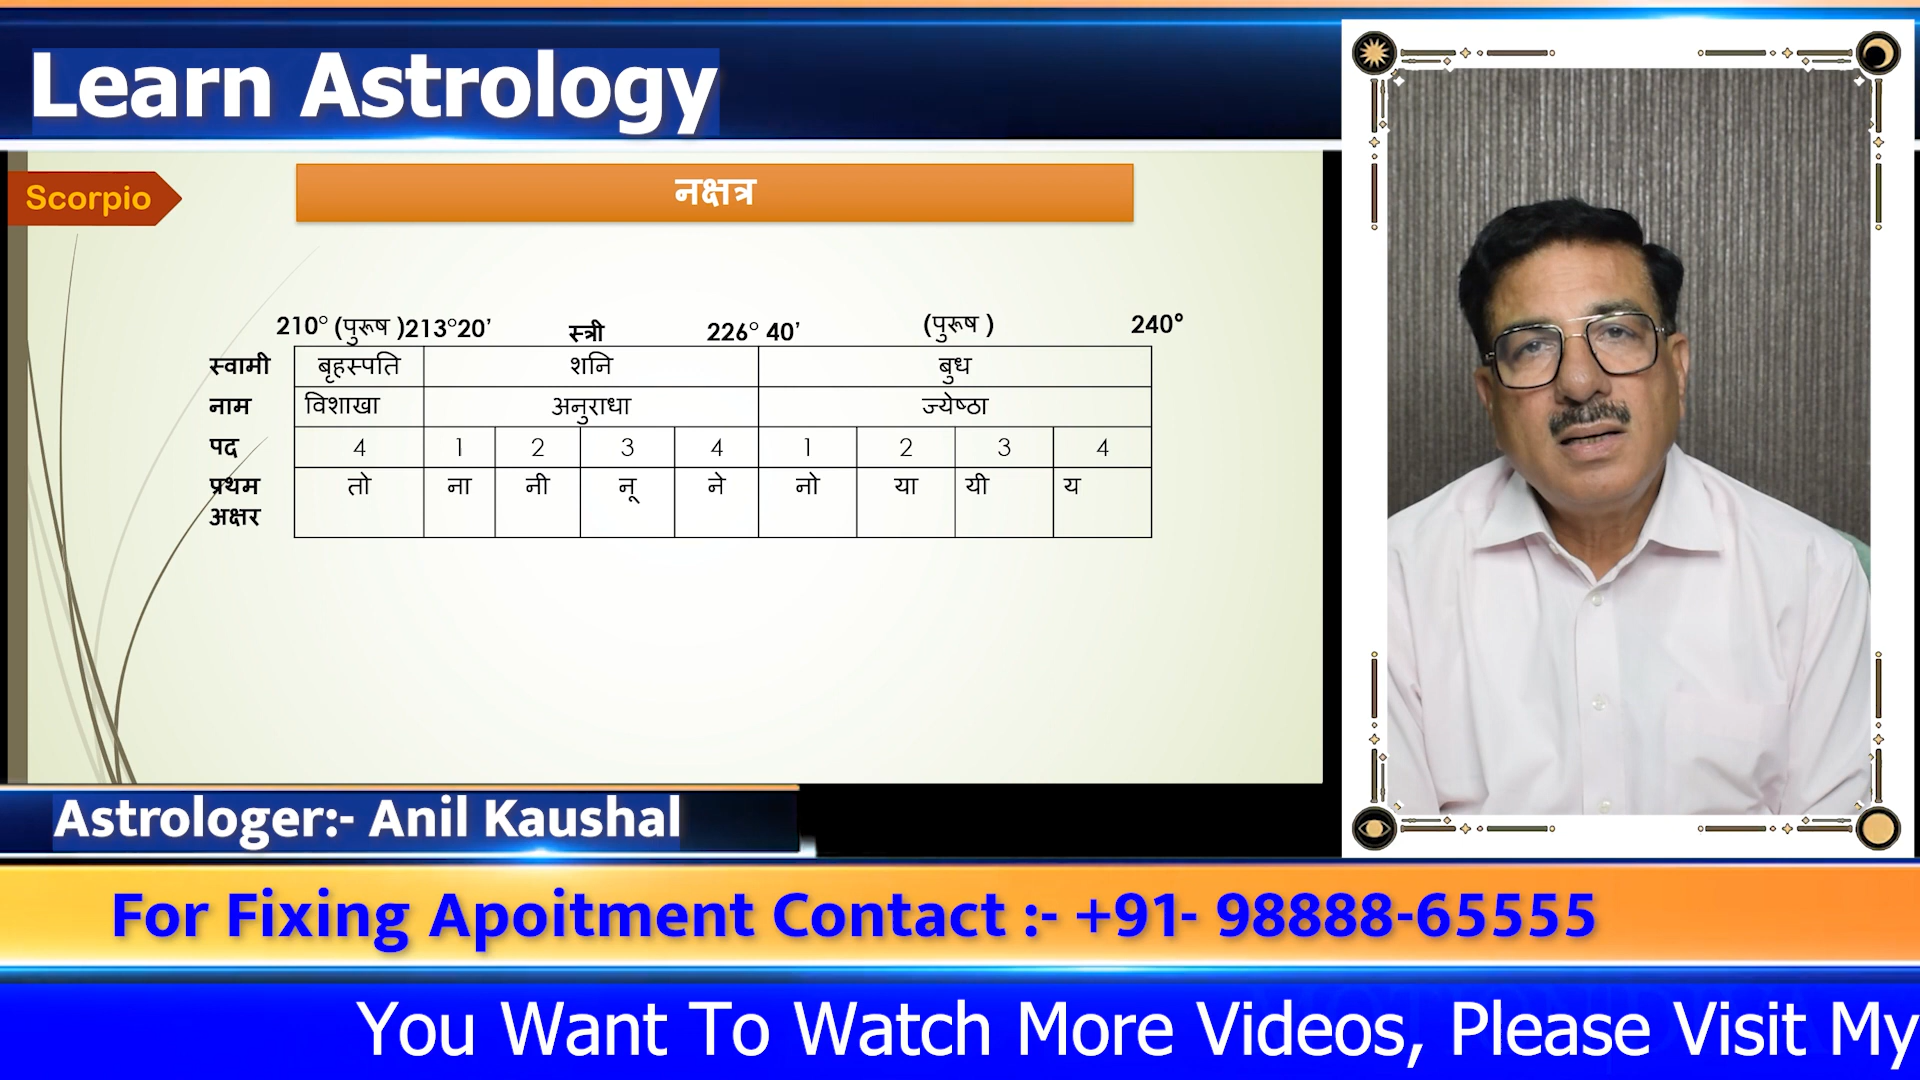 Learn Astrology
Scorpio
नक्षत्र
210° (पुरूष )213°20’ स्त्री 226° 40’ (पुरूष ) 240°
स्वामी बृहस्पति शनि बुध
नाम विशाखा अनुराधा ज्येष्ठा
पद 4 1 2 3 4 1 2 3 4
प्रथम अक्षर तो ना नी नू ने नो या यी य
Astrologer:- Anil Kaushal
For Fixing Apoitment Contact :- +91- 98888-65555
You Want To Watch More Videos, Please Visit My